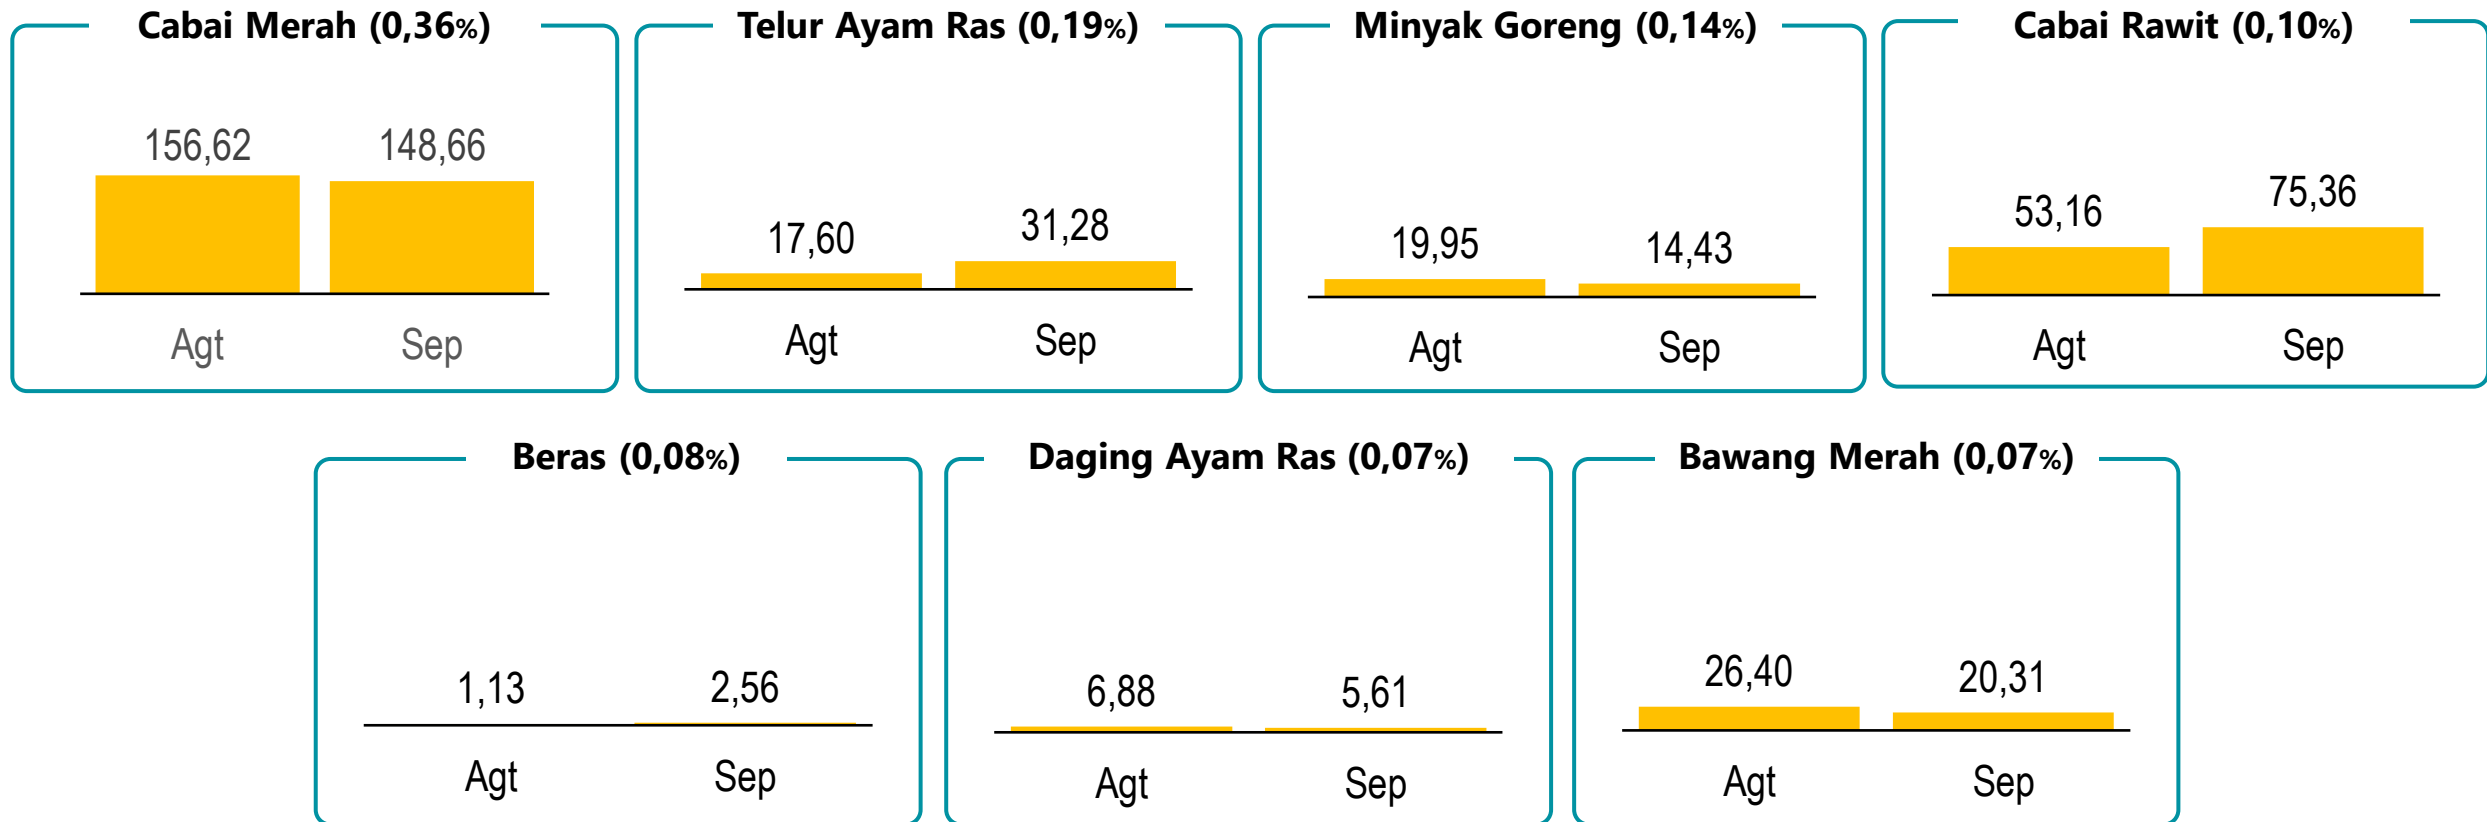 Cabai Merah (0,36%)
156,62
148,66
Agt
Sep
Telur Ayam Ras (0,19%)
17,60
31,28
Agt
Sep
Minyak Goreng (0,14%)
19,95
14,43
Agt
Sep
Cabai Rawit (0,10%)
53,16
75,36
Agt
Sep
Beras (0,08%)
1,13
2,56
Agt
Sep
Daging Ayam Ras (0,07%)
6,88
5,61
Agt
Sep
Bawang Merah (0,07%)
26,40
20,31
Agt
Sep